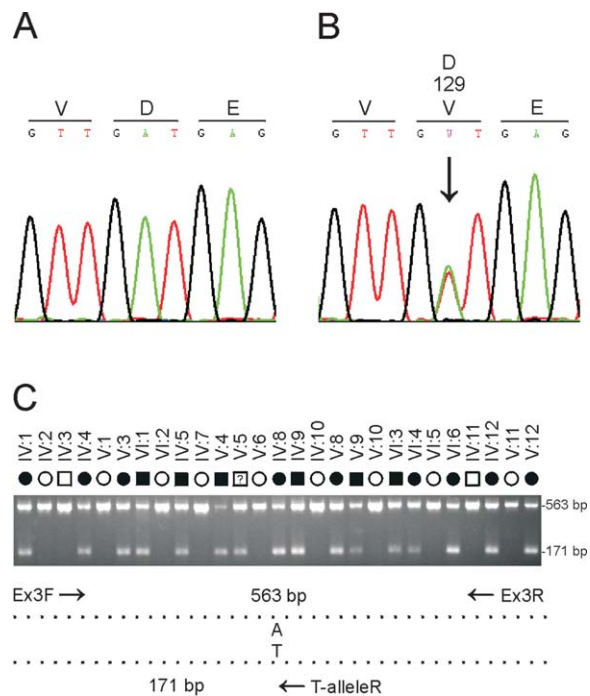 A
B
D
129
V D E
V V E
G T T G A T G A G
G T T G W T G A G
C
IV:1 IV:2 IV:3 IV:4 V:1 V:3 VI:1 VI:2 IV:5 IV:7 V:4 V:5 V:6 IV:8 IV:9 IV:10 V:8 V:9 V:10 VI:3 VI:4 VI:5 VI:6 IV:11 IV:12 V:11 V:12
?
-563 bp
-171 bp
Ex3F → 563 bp ← Ex3R
A
T
171 bp ← T-alleleR